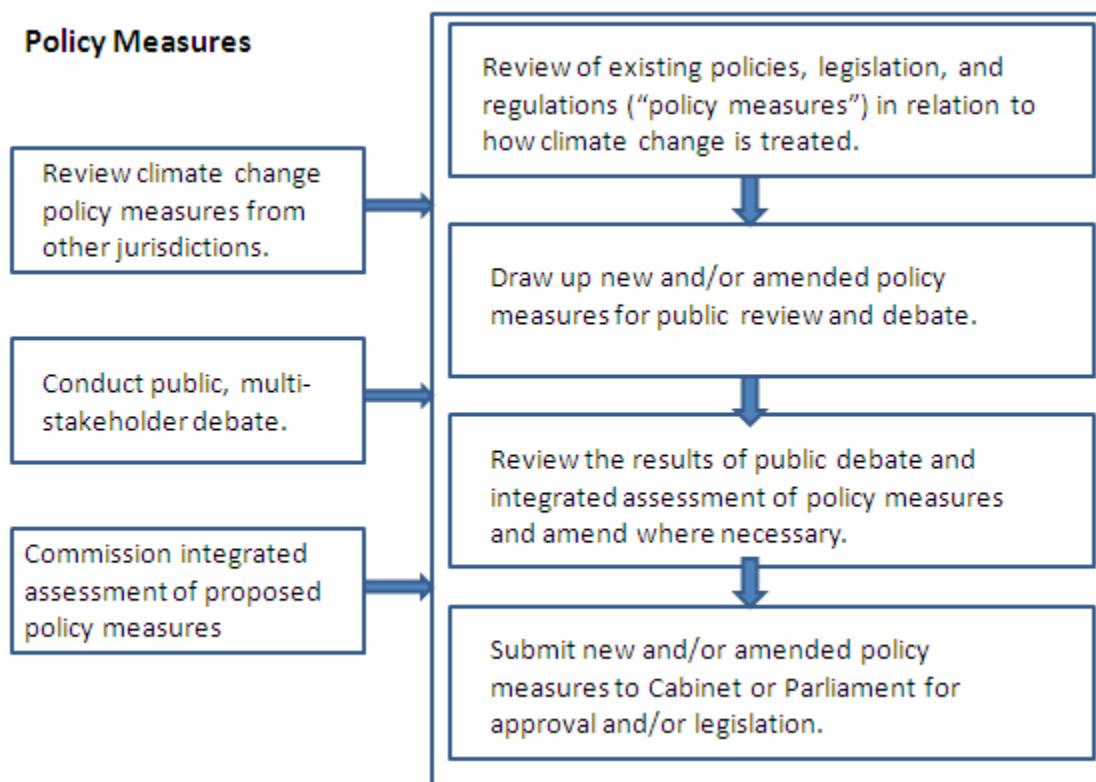 Policy Measures
Review of existing policies, legislation, and
regulations (“policy measures”) in relation to
how climate change is treated.
Review climate change
policy measures from
other jurisdictions.
Draw up new and/or amended policy
measures for public review and debate.
Conduct public, multi-
stakeholder debate.
Review the results of public debate and
integrated assessment of policy measures
and amend where necessary.
Commission integrated
assessment of proposed
policy measures
Submit new and/or amended policy
measures to Cabinet or Parliament for
approval and/or legislation.